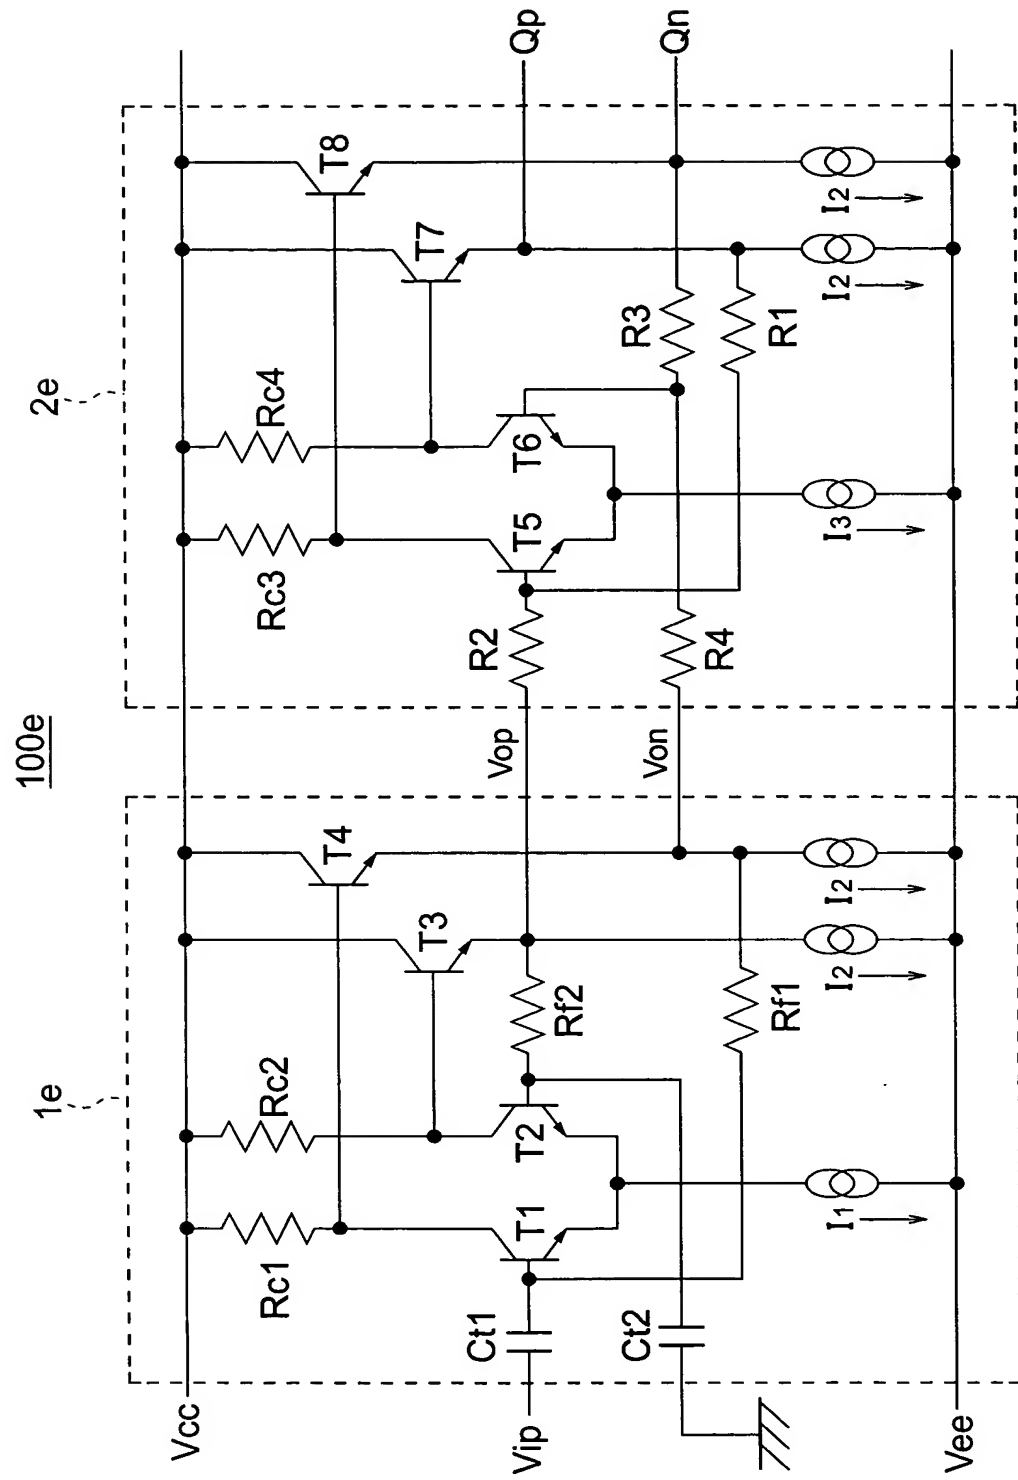 100e
1e
2e
Vcc
Rc1
Rc2
Rc3
Rc4
T4
T8
T3
T7
Vip
Ct1
T1
T2
Rf2
Vop
R2
T5
T6
Qp
Ct2
Von
R4
R3
Qn
Rf1
R1
I1
I2
I2
I3
I2
I2
Vee